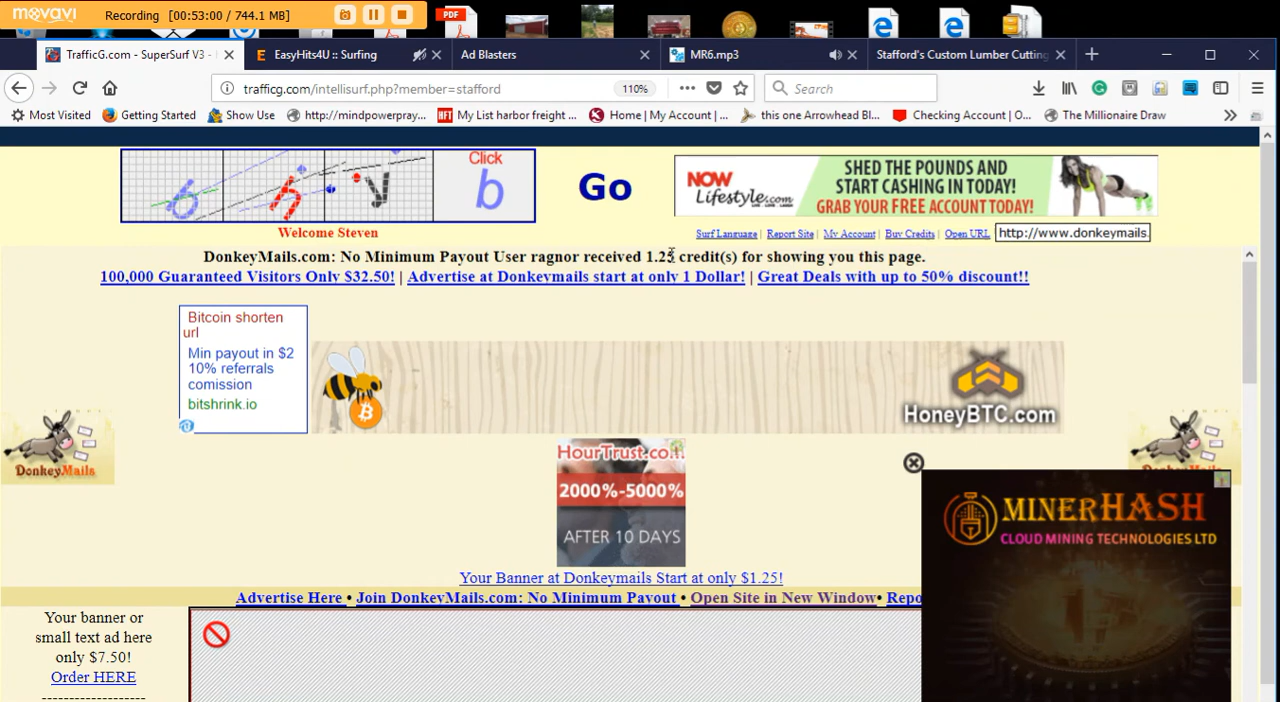 movavi Recording [00:53:00 / 744.1 MB]
PDF
TrafficG.com - SuperSurf V3 -
EasyHits4U :: Surfing
Ad Blasters
MR6.mp3
Stafford's Custom Lumber Cutting
trafficg.com/intellisurf.php?member=stafford
110%
Search
Most Visited
Getting Started
Show Use
http://mindpowerpray...
HFT My List harbor freight ...
Home | My Account | ...
this one Arrowhead Bl...
Checking Account | O...
The Millionaire Draw
6 h y
Click
b
Go
NOW Lifestyle.com
SHED THE POUNDS AND
START CASHING IN TODAY!
GRAB YOUR FREE ACCOUNT TODAY!
Welcome Steven
Surf Language | Report Site | My Account | Buy Credits | Open URL http://www.donkeymails.
DonkeyMails.com: No Minimum Payout User ragnor received 1.25 credit(s) for showing you this page.
100,000 Guaranteed Visitors Only $32.50! | Advertise at Donkeymails start at only 1 Dollar! | Great Deals with up to 50% discount!!
Bitcoin shorten
url
Min payout in $2
10% referrals
comission
bitshrink.io
HoneyBTC.com
DonkeyMails
DonkeyMails
HourTrust.co
2000%-5000%
AFTER 10 DAYS
MINERHASH
CLOUD MINING TECHNOLOGIES LTD
Your Banner at Donkeymails Start at only $1.25!
Advertise Here • Join DonkeyMails.com: No Minimum Payout • Open Site in New Window • Repo
Your banner or
small text ad here
only $7.50!
Order HERE
-------------------